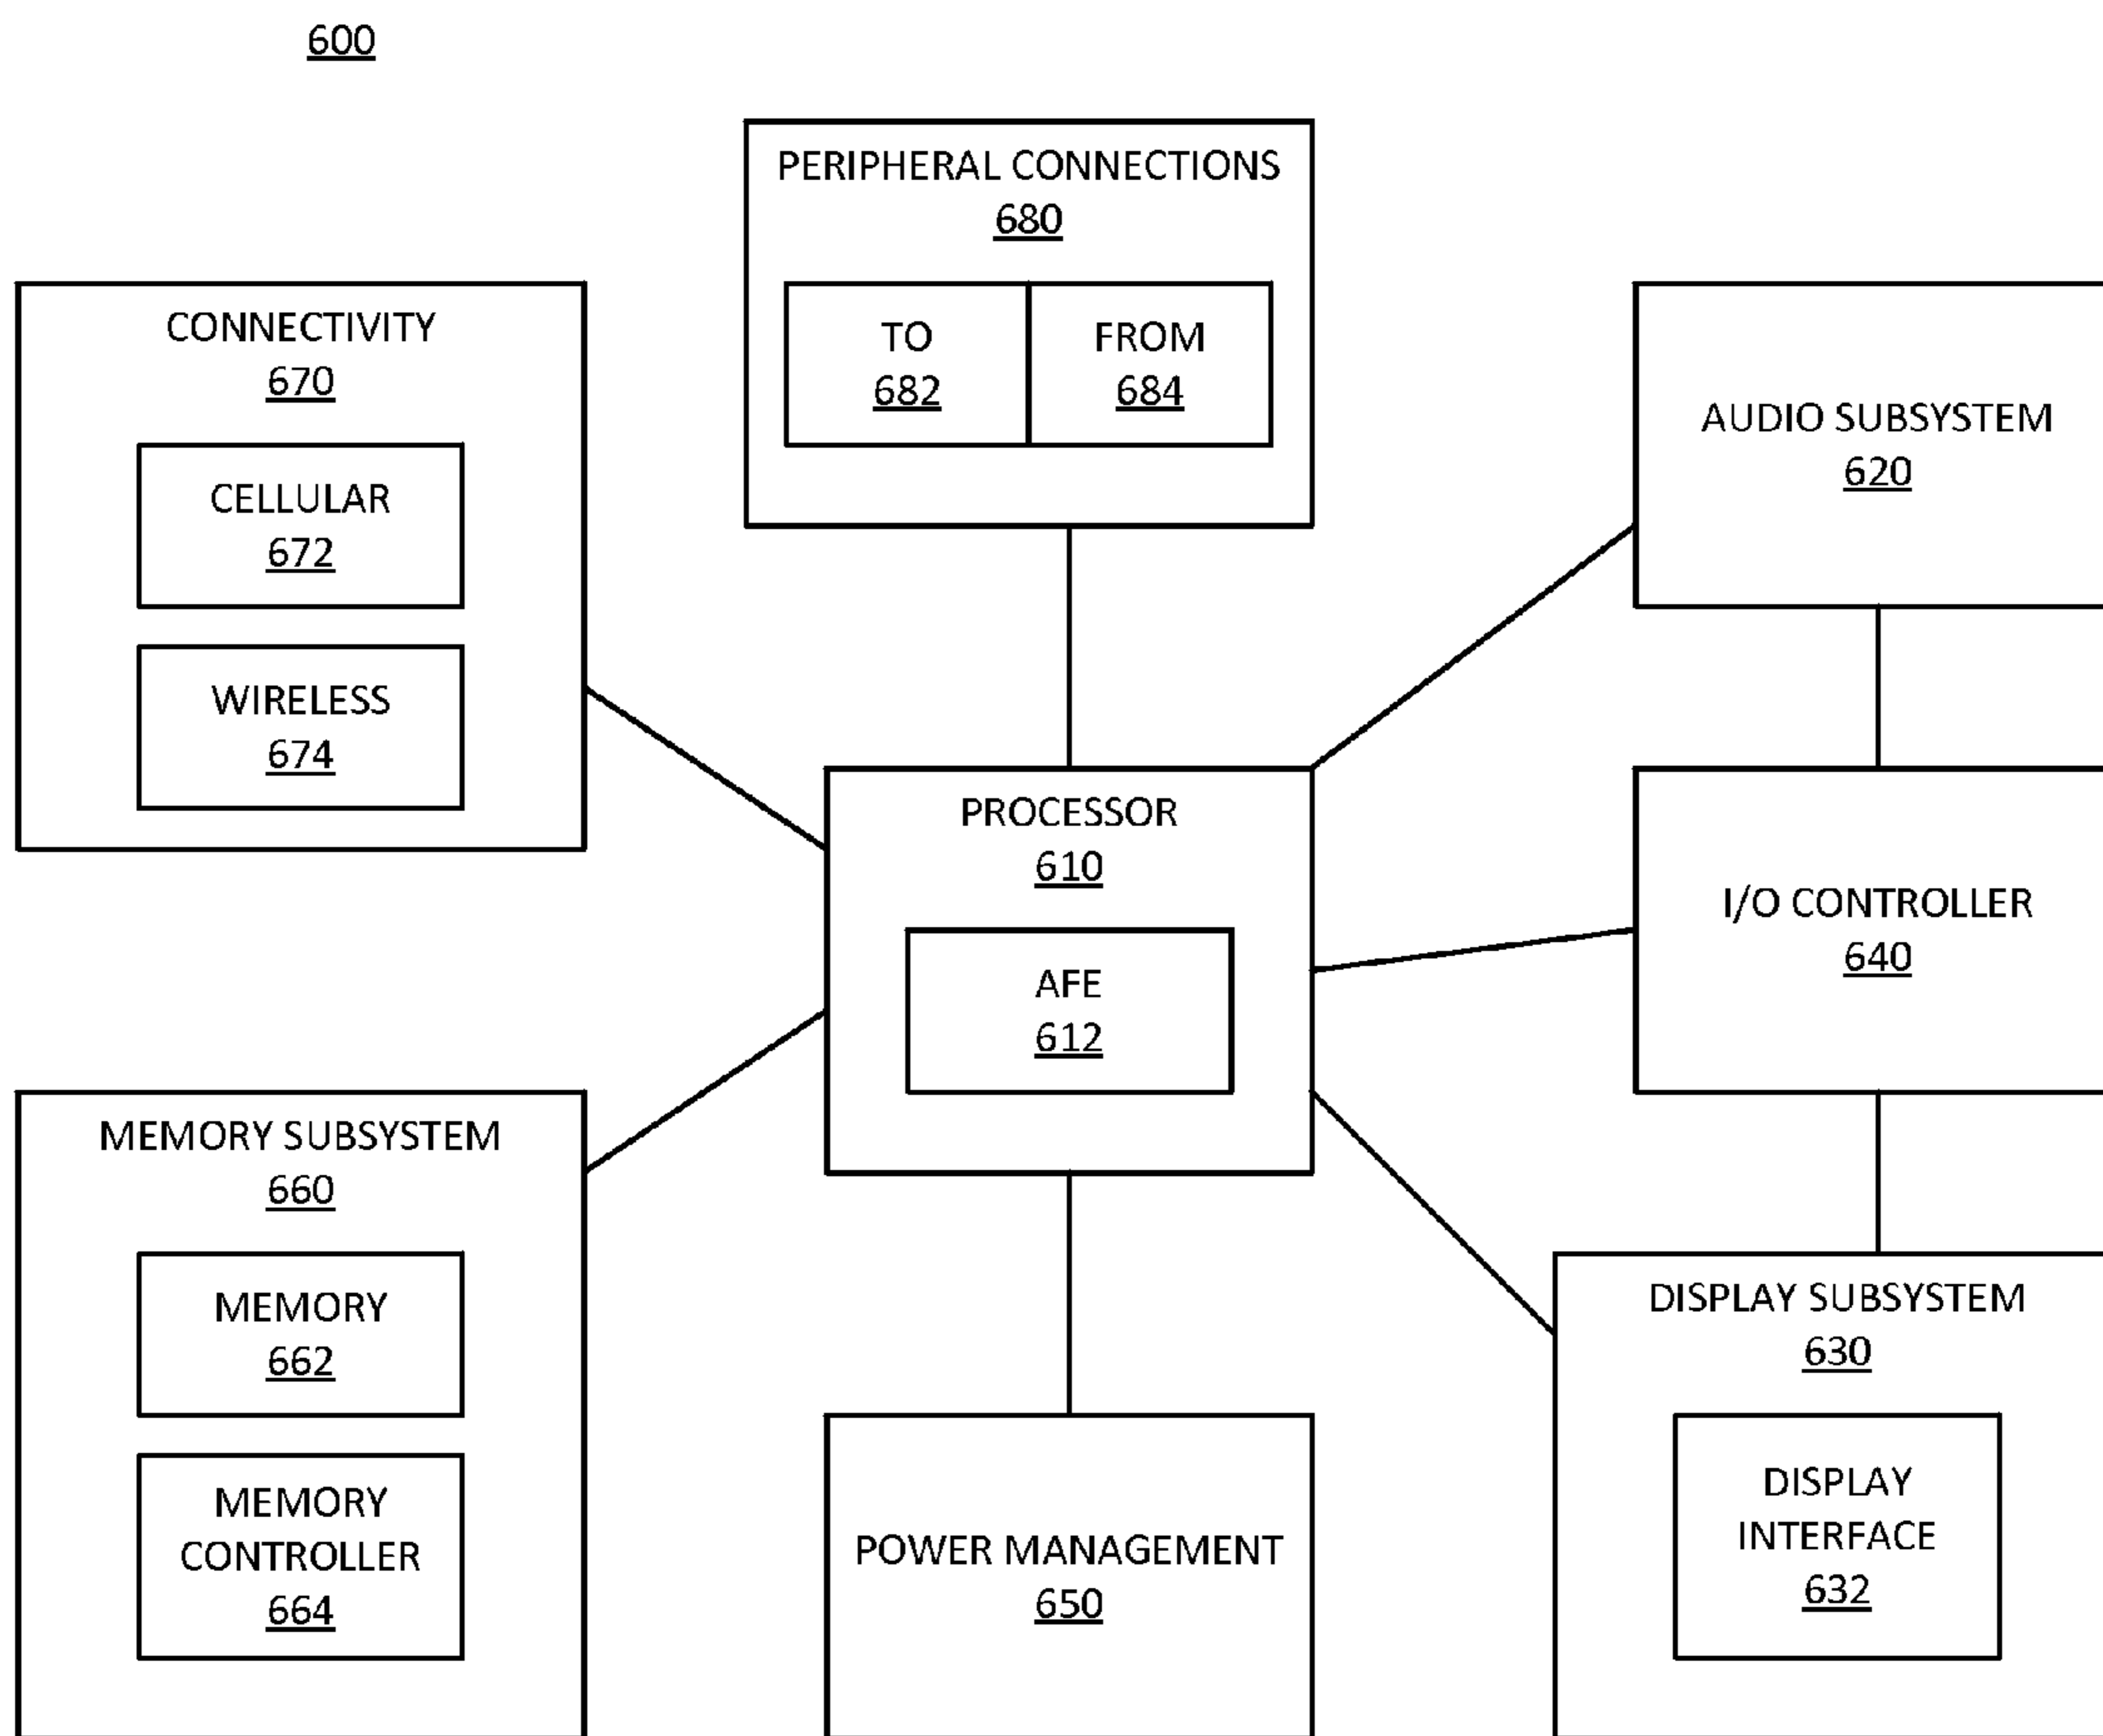 600
PERIPHERAL CONNECTIONS
680
TO
682
FROM
684
CONNECTIVITY
670
CELLULAR
672
WIRELESS
674
AUDIO SUBSYSTEM
620
PROCESSOR
610
AFE
612
I/O CONTROLLER
640
MEMORY SUBSYSTEM
660
MEMORY
662
MEMORY
CONTROLLER
664
POWER MANAGEMENT
650
DISPLAY SUBSYSTEM
630
DISPLAY
INTERFACE
632